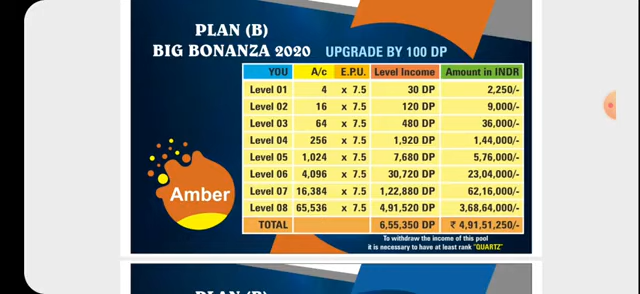 PLAN (B)
BIG BONANZA 2020 UPGRADE BY 100 DP
YOU A/c E.P.U. Level Income Amount in INDR
Level 01 4 x 7.5 30 DP 2,250/-
Level 02 16 x 7.5 120 DP 9,000/-
Level 03 64 x 7.5 480 DP 36,000/-
Level 04 256 x 7.5 1,920 DP 1,44,000/-
Level 05 1,024 x 7.5 7,680 DP 5,76,000/-
Level 06 4,096 x 7.5 30,720 DP 23,04,000/-
Level 07 16,384 x 7.5 1,22,880 DP 62,16,000/-
Level 08 65,536 x 7.5 4,91,520 DP 3,68,64,000/-
TOTAL 6,55,350 DP ₹ 4,91,51,250/-
Amber
To withdraw the income of this pool
it is necessary to have at least rank "QUARTZ"
PLAN (B)